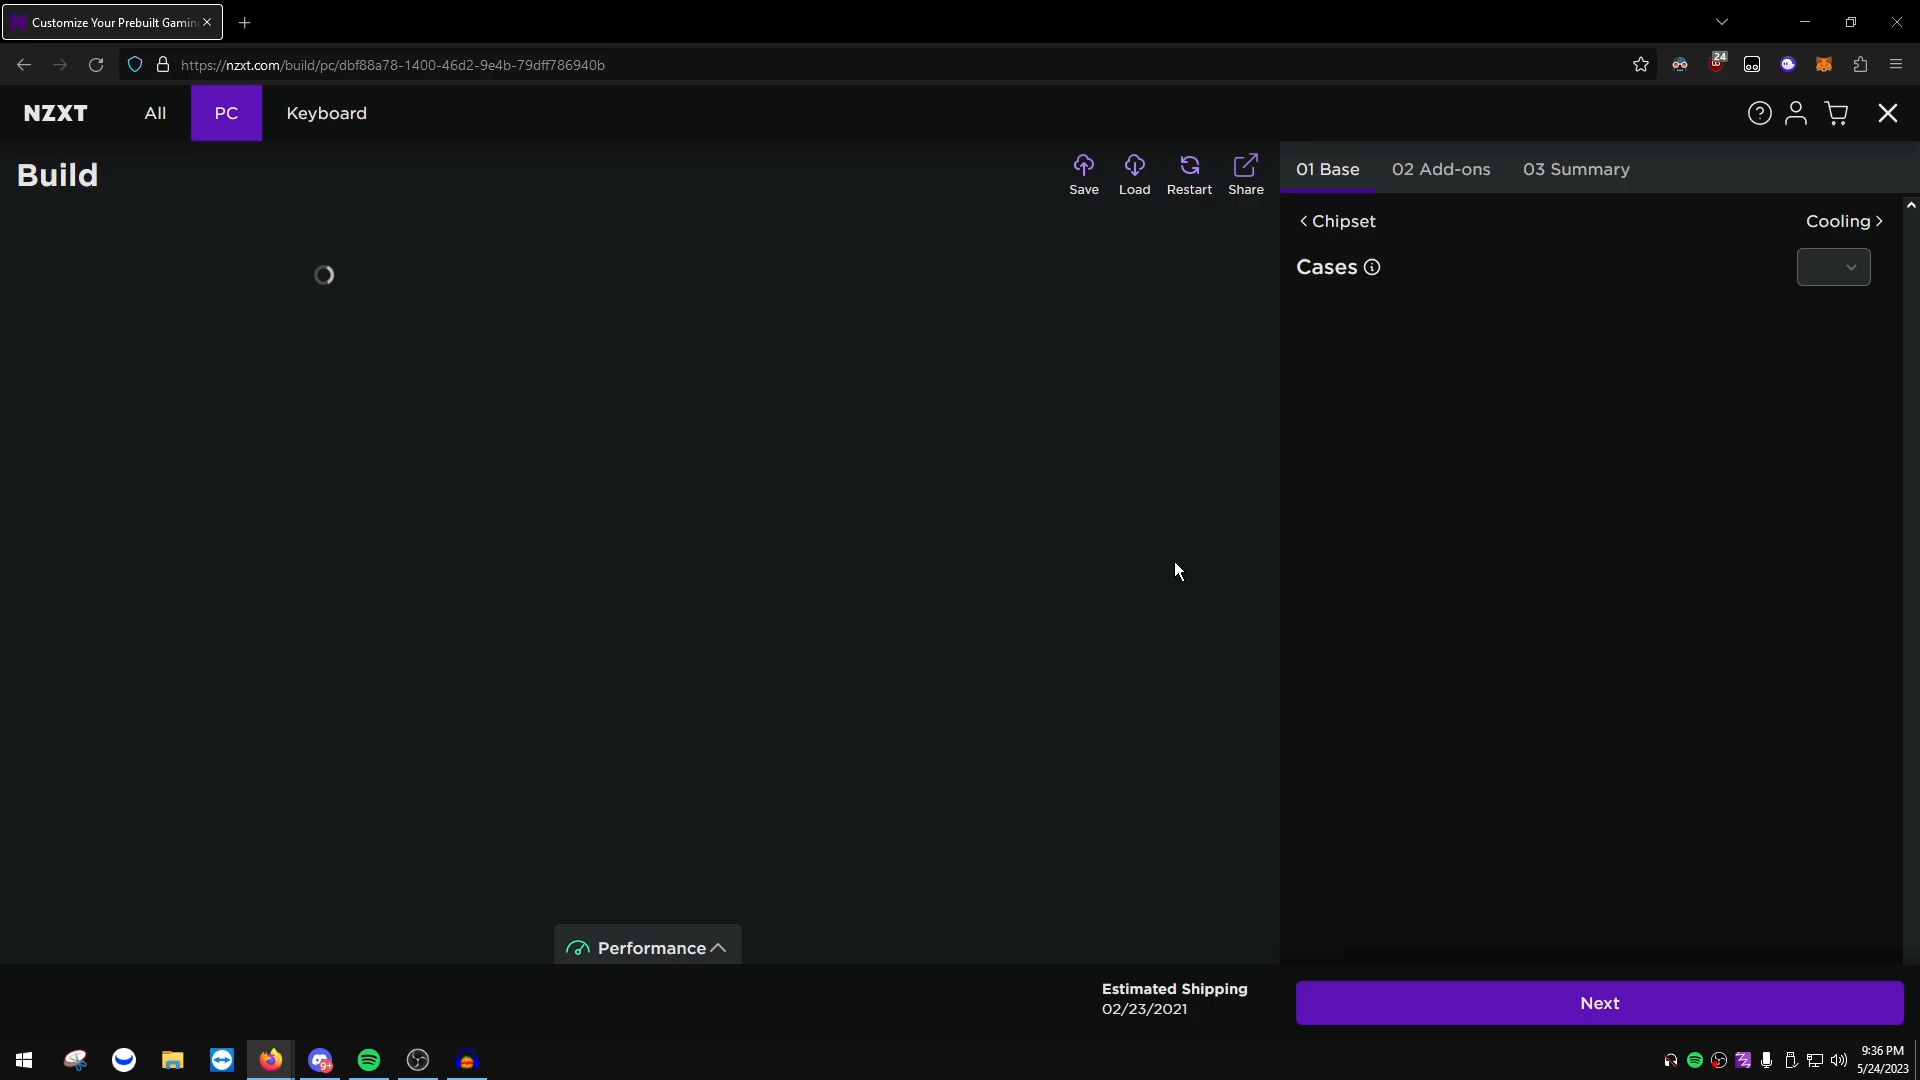 Customize Your Prebuilt Gamin
24
https://nzxt.com/build/pc/dbf88a78-1400-46d2-9e4b-79dff786940b
NZXT
All
PC
Keyboard
Build
Save
Load
Restart
Share
01 Base
02 Add-ons
03 Summary
Chipset
Cooling
Cases
Performance
Estimated Shipping
02/23/2021
Next
9+
9:36 PM
5/24/2023